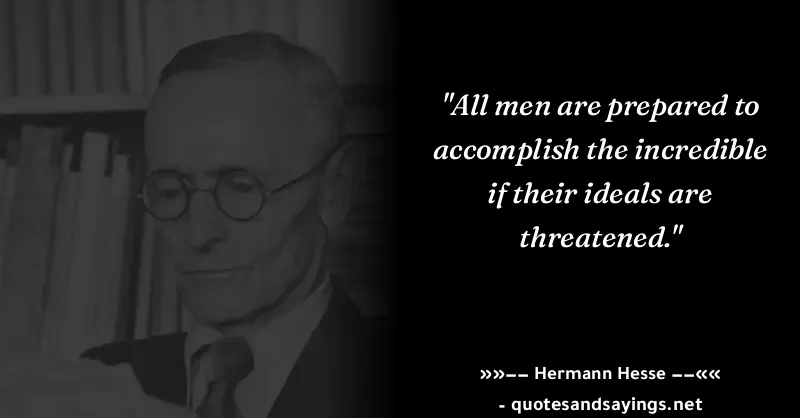 "All men are prepared to
accomplish the incredible
if their ideals are
threatened."
»»−− Hermann Hesse −−««
- quotesandsayings.net